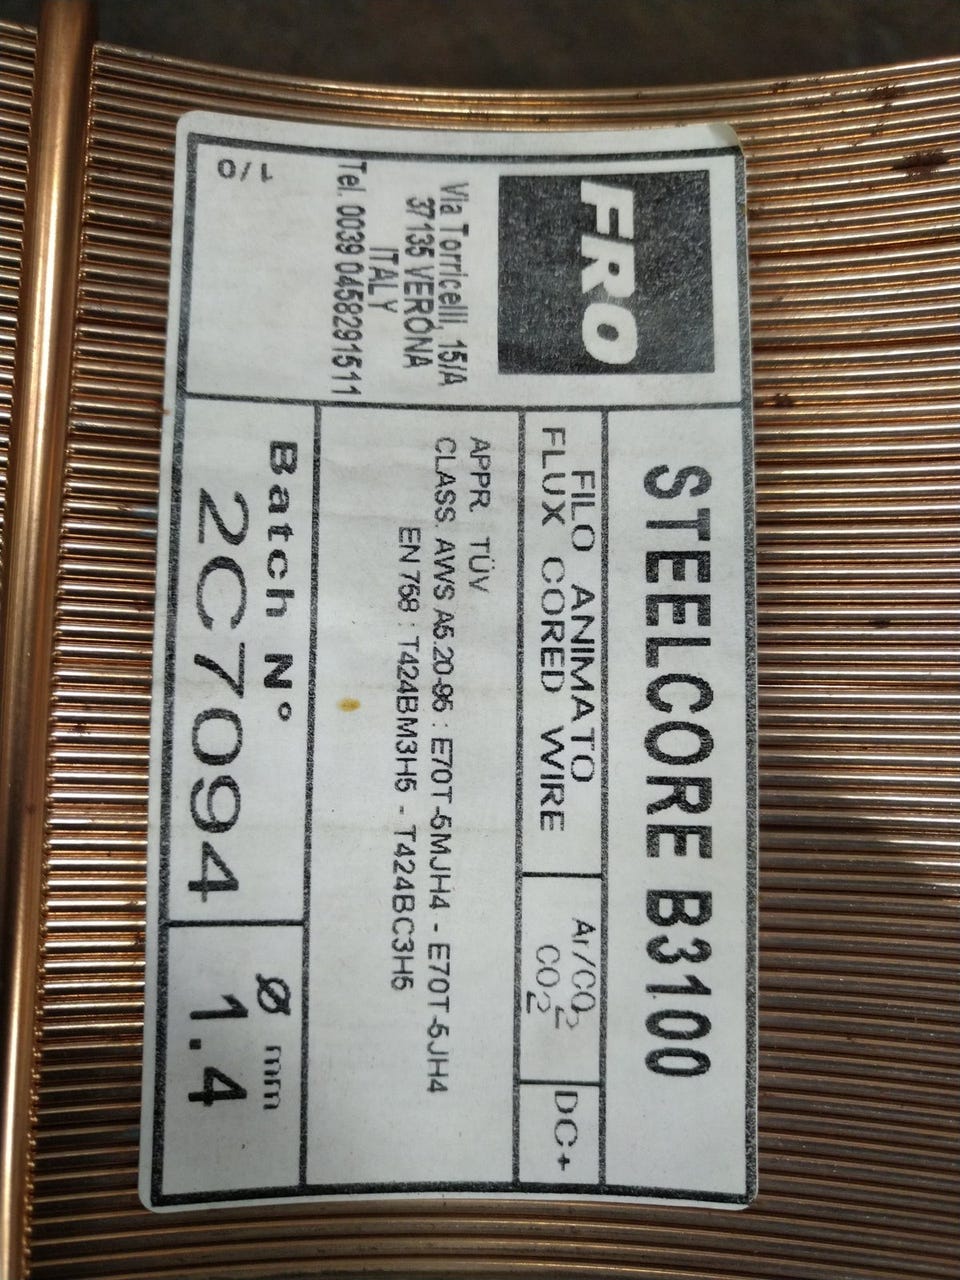 FRO
Via Torricelli, 15/A
37135 VERONA
ITALY
Tel. 0039 0458291511
1/0
STEELCORE B3100
FILO ANIMATO
FLUX CORED WIRE
Ar/CO2
CO2
DC+
APPR. TÜV
CLASS. AWS A5.20-95 : E70T-5MJH4 - E70T-5JH4
EN 758 : T424BM3H5 - T424BC3H5
Batch N°
2C7094
Ø mm
1.4